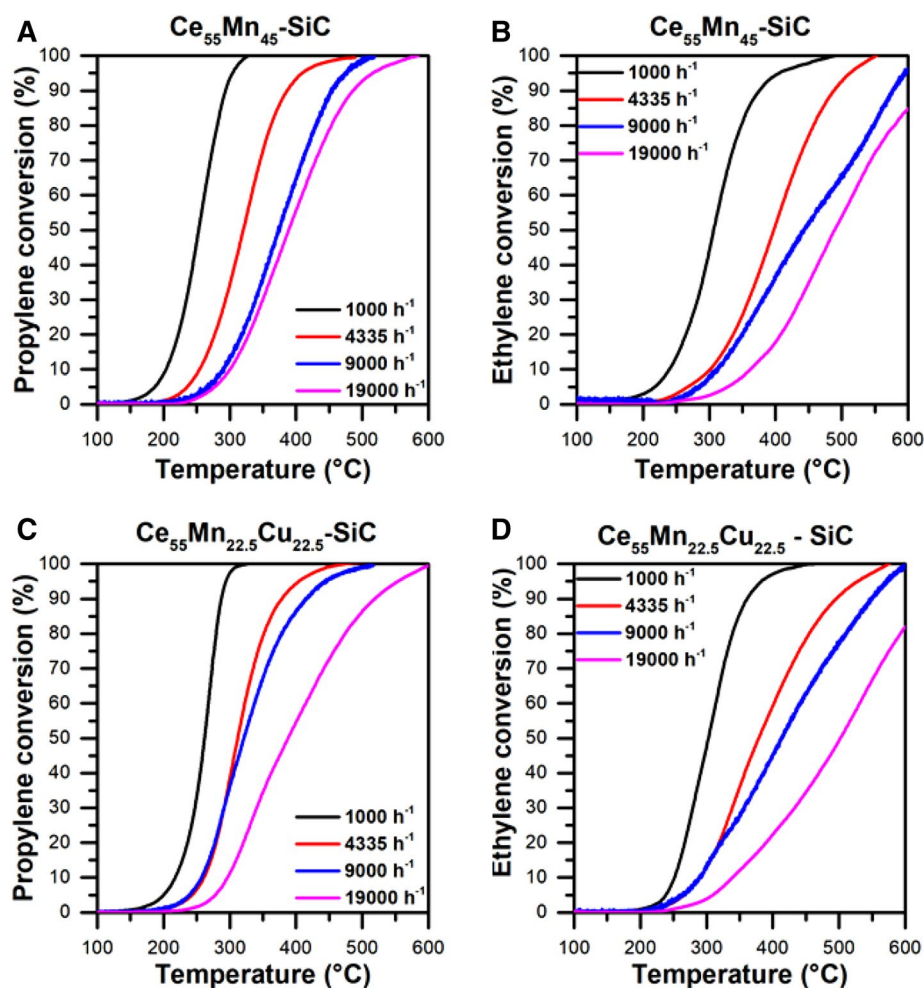 A
Ce55Mn45-SiC
Propylene conversion (%)
100
90
80
70
60
50
40
30
20
10
0
1000 h-1
4335 h-1
9000 h-1
19000 h-1
100 200 300 400 500 600
Temperature (°C)
B
Ce55Mn45-SiC
Ethylene conversion (%)
100
90
80
70
60
50
40
30
20
10
0
1000 h-1
4335 h-1
9000 h-1
19000 h-1
100 200 300 400 500 600
Temperature (°C)
C
Ce55Mn22.5Cu22.5-SiC
Propylene conversion (%)
100
90
80
70
60
50
40
30
20
10
0
1000 h-1
4335 h-1
9000 h-1
19000 h-1
100 200 300 400 500 600
Temperature (°C)
D
Ce55Mn22.5Cu22.5 - SiC
Ethylene conversion (%)
100
90
80
70
60
50
40
30
20
10
0
1000 h-1
4335 h-1
9000 h-1
19000 h-1
100 200 300 400 500 600
Temperature (°C)